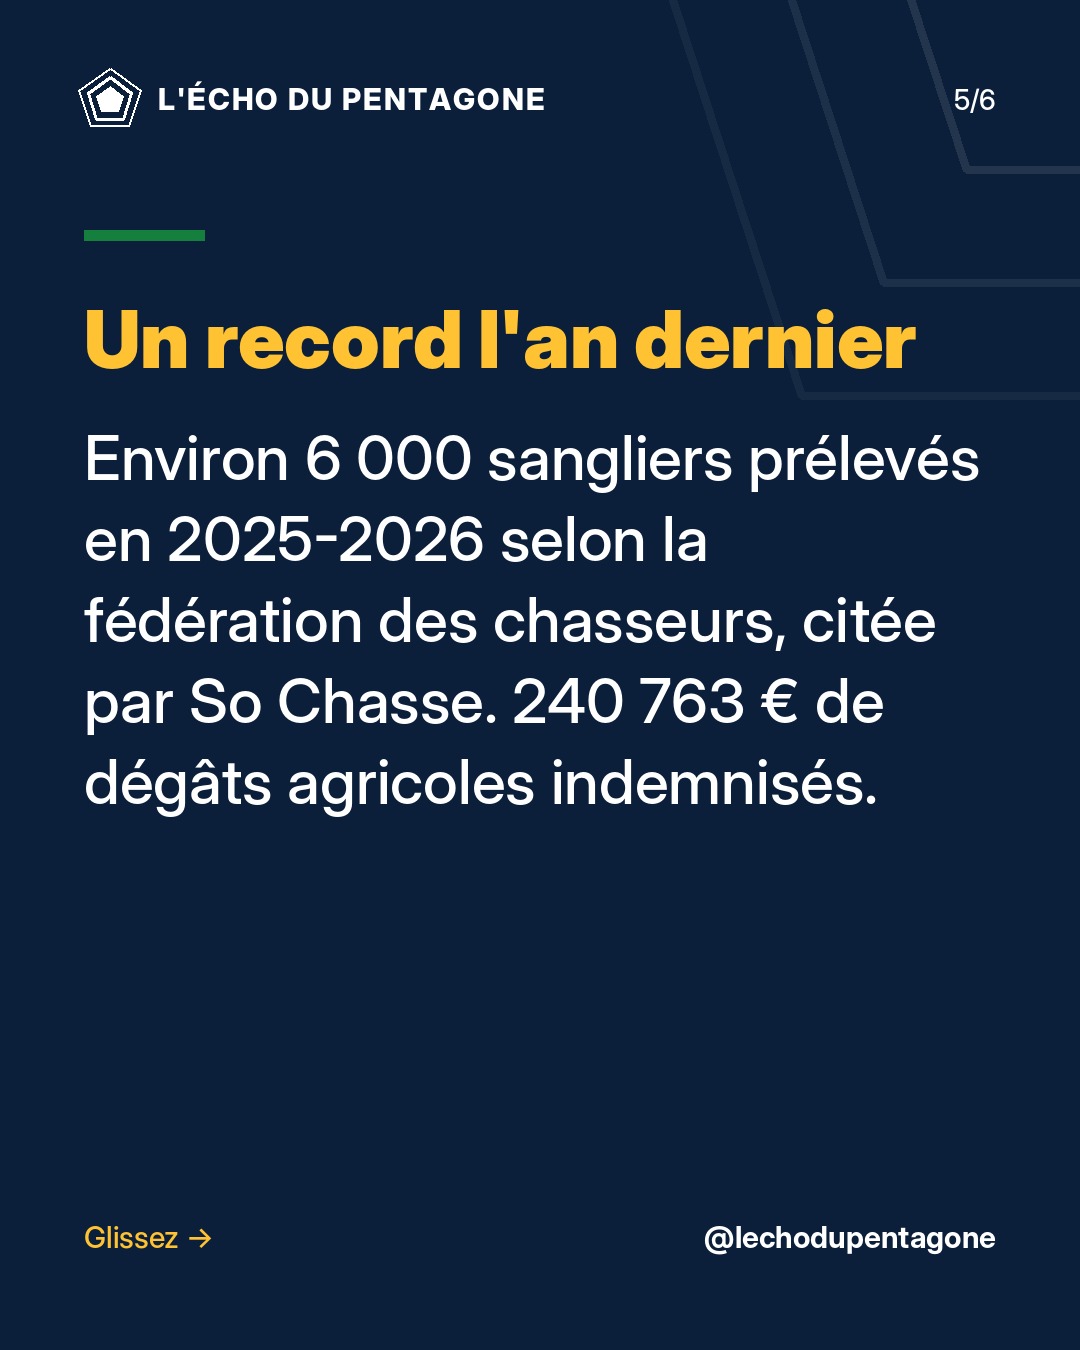 L'ÉCHO DU PENTAGONE
5/6
Un record l'an dernier
Environ 6 000 sangliers prélevés
en 2025-2026 selon la
fédération des chasseurs, citée
par So Chasse. 240 763 € de
dégâts agricoles indemnisés.
Glissez →
@lechodupentagone